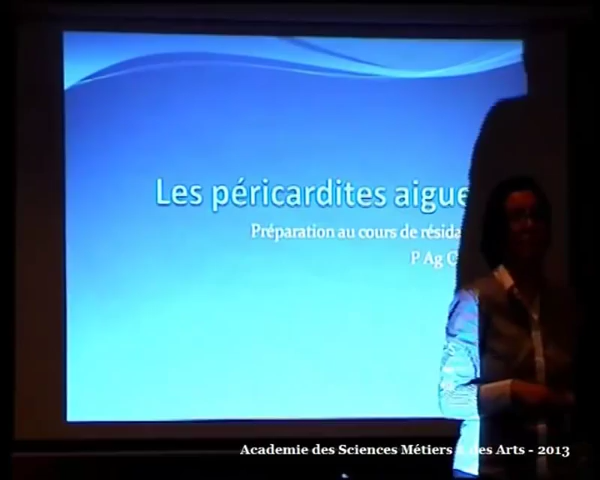 Les péricardites aigue
Préparation au cours de résida
P Ag C
Academie des Sciences Métiers & des Arts - 2013